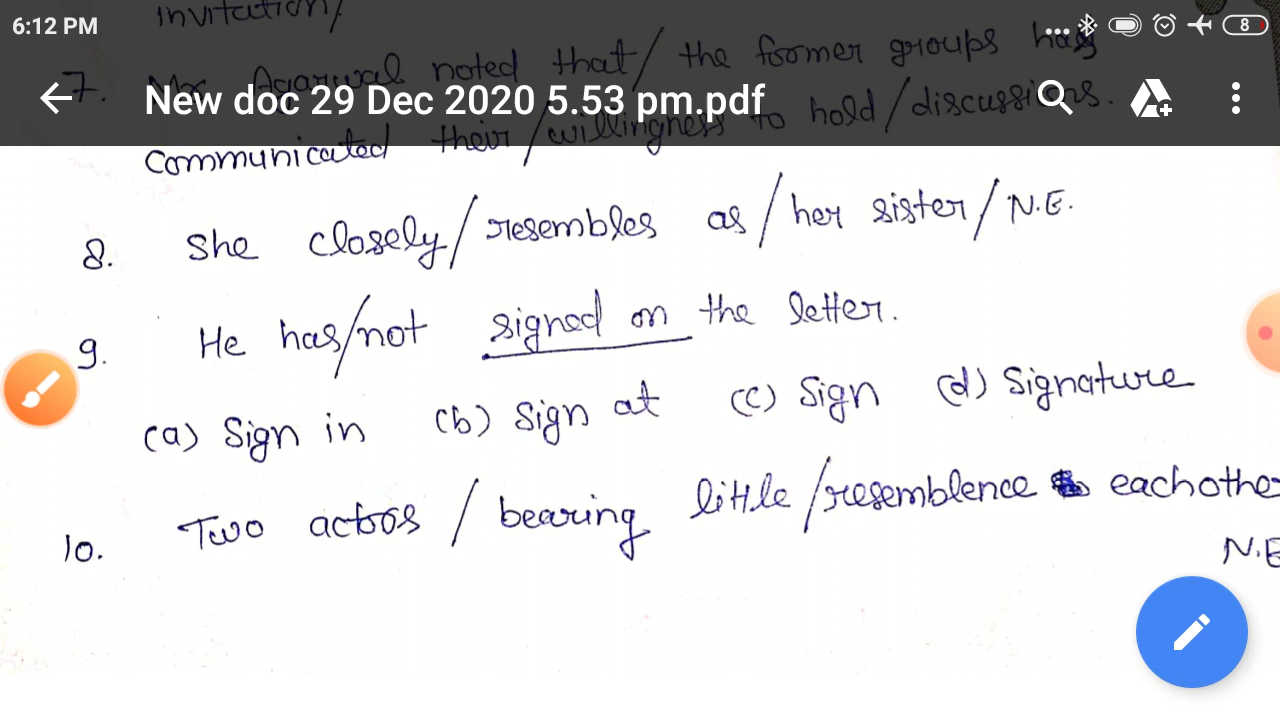 invitation/
6:12 PM
8
7. Mr. Agarwal noted that/ the former groups has
New doc 29 Dec 2020 5.53 pm.pdf
Communicated their/willingness to hold/discussions.
8. She closely/resembles as/her sister/N.E.
9. He has/not signed on the letter.
(a) Sign in (b) Sign at (c) Sign (d) Signature
10. Two actors / bearing little /resemblence eachothe
N.E